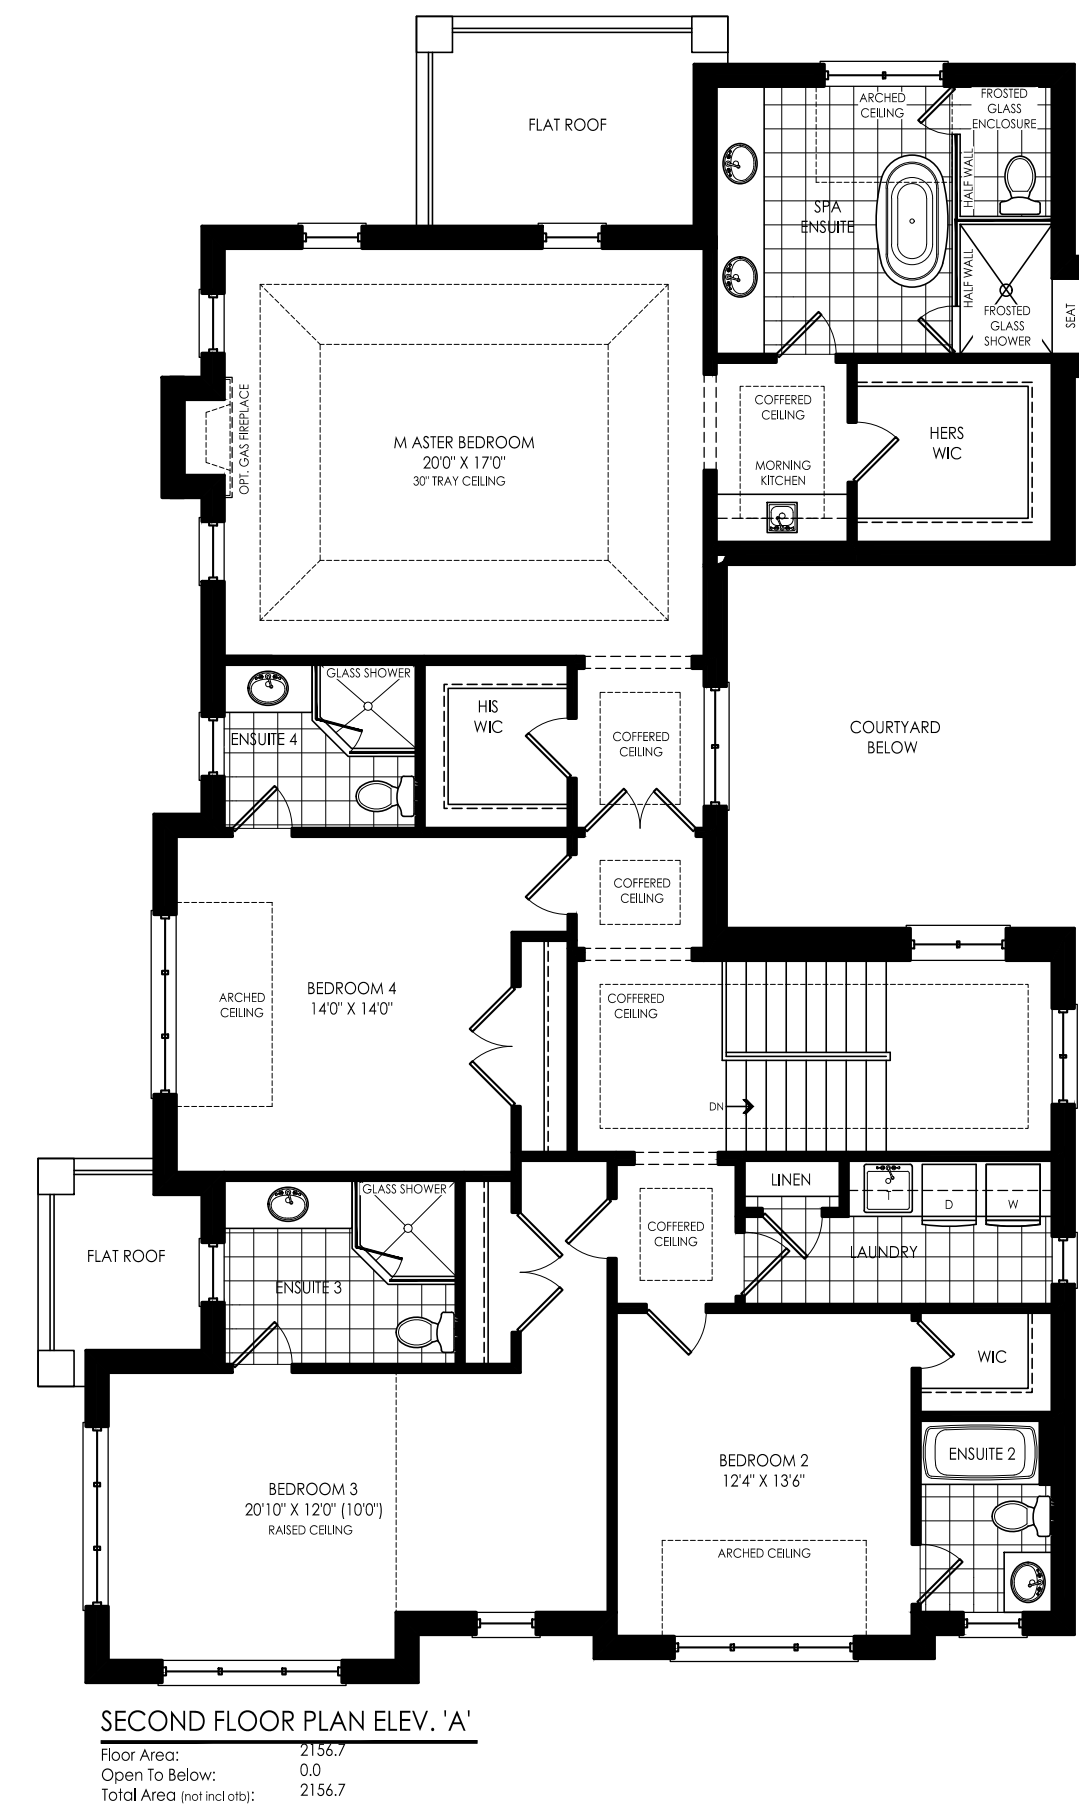 FLAT ROOF
ARCHED
CEILING
FROSTED
GLASS
ENCLOSURE
HALF WALL
SPA
ENSUITE
HALF WALL
FROSTED
GLASS
SHOWER
SEAT
OPT. GAS FIREPLACE
MASTER BEDROOM
20'0" X 17'0"
30" TRAY CEILING
COFFERED
CEILING
MORNING
KITCHEN
HERS
WIC
GLASS SHOWER
ENSUITE 4
HIS
WIC
COFFERED
CEILING
COURTYARD
BELOW
COFFERED
CEILING
BEDROOM 4
14'0" X 14'0"
ARCHED
CEILING
COFFERED
CEILING
DN
GLASS SHOWER
LINEN
T
D
W
FLAT ROOF
COFFERED
CEILING
LAUNDRY
ENSUITE 3
WIC
BEDROOM 3
20'10" X 12'0" (10'0")
RAISED CEILING
BEDROOM 2
12'4" X 13'6"
ENSUITE 2
ARCHED CEILING
SECOND FLOOR PLAN ELEV. 'A'
Floor Area: 2156.7
Open To Below: 0.0
Total Area (not incl otb): 2156.7